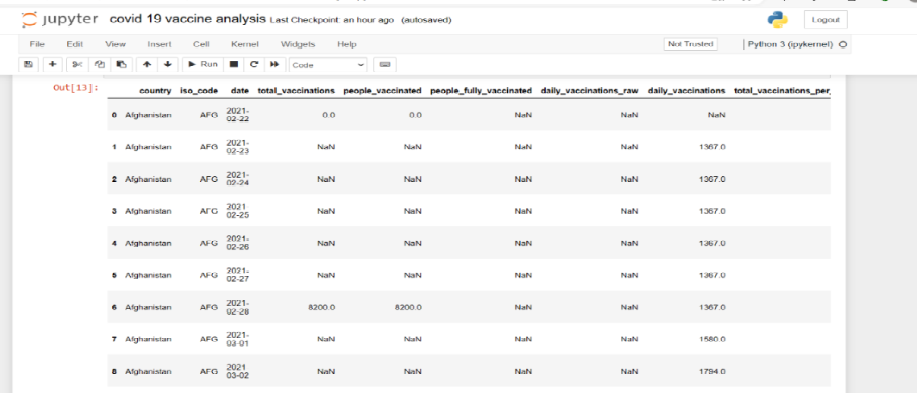 jupyter covid 19 vaccine analysis Last Checkpoint: an hour ago (autosaved)
Logout
File Edit View Insert Cell Kernel Widgets Help
Not Trusted Python 3 (ipykernel)
Run Code
Out[13]:
country iso_code date total_vaccinations people_vaccinated people_fully_vaccinated daily_vaccinations_raw daily_vaccinations total_vaccinations_per_
0 Afghanistan AFG 2021-02-22 0.0 0.0 NaN NaN NaN
1 Afghanistan AFG 2021-02-23 NaN NaN NaN NaN 1367.0
2 Afghanistan AFG 2021-02-24 NaN NaN NaN NaN 1367.0
3 Afghanistan AFG 2021-02-25 NaN NaN NaN NaN 1367.0
4 Afghanistan AFG 2021-02-26 NaN NaN NaN NaN 1367.0
5 Afghanistan AFG 2021-02-27 NaN NaN NaN NaN 1367.0
6 Afghanistan AFG 2021-02-28 8200.0 8200.0 NaN NaN 1367.0
7 Afghanistan AFG 2021-03-01 NaN NaN NaN NaN 1580.0
8 Afghanistan AFG 2021-03-02 NaN NaN NaN NaN 1794.0